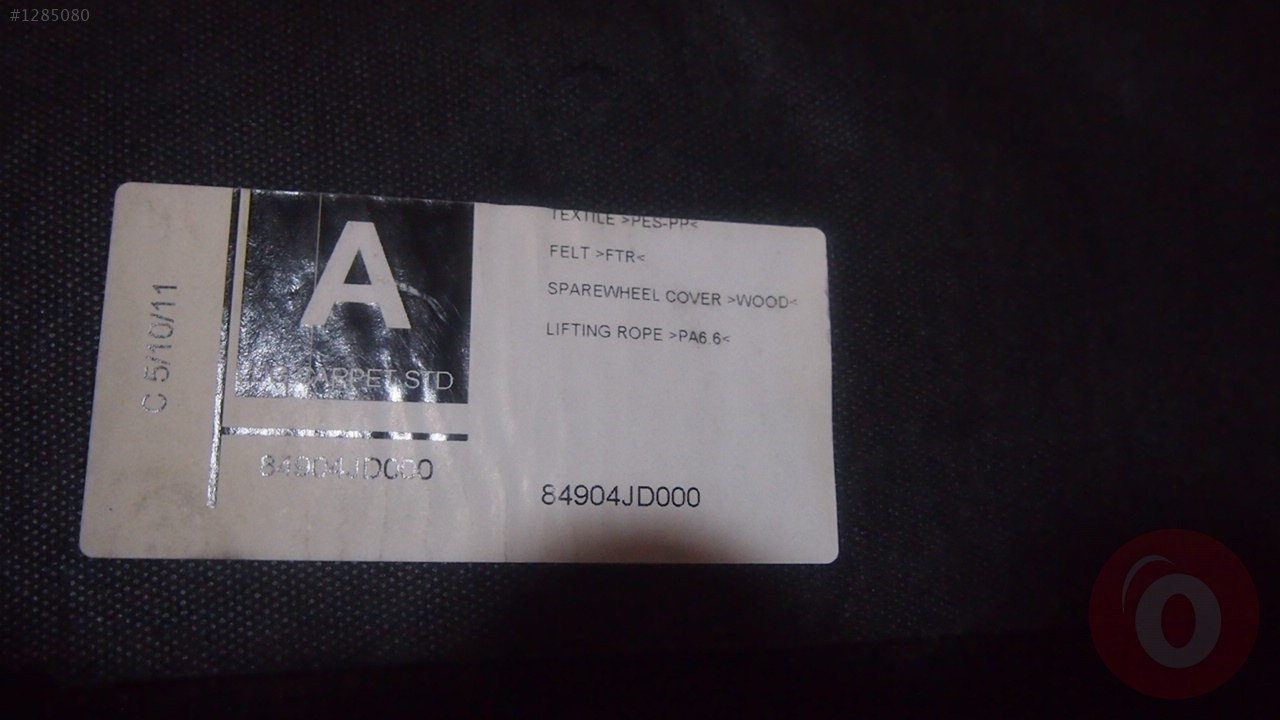 #1285080
C 5/10/11
A
CARPET STD
84904JD000
TEXTILE >PES-PP<
FELT >FTR<
SPAREWHEEL COVER >WOOD<
LIFTING ROPE >PA6.6<
84904JD000